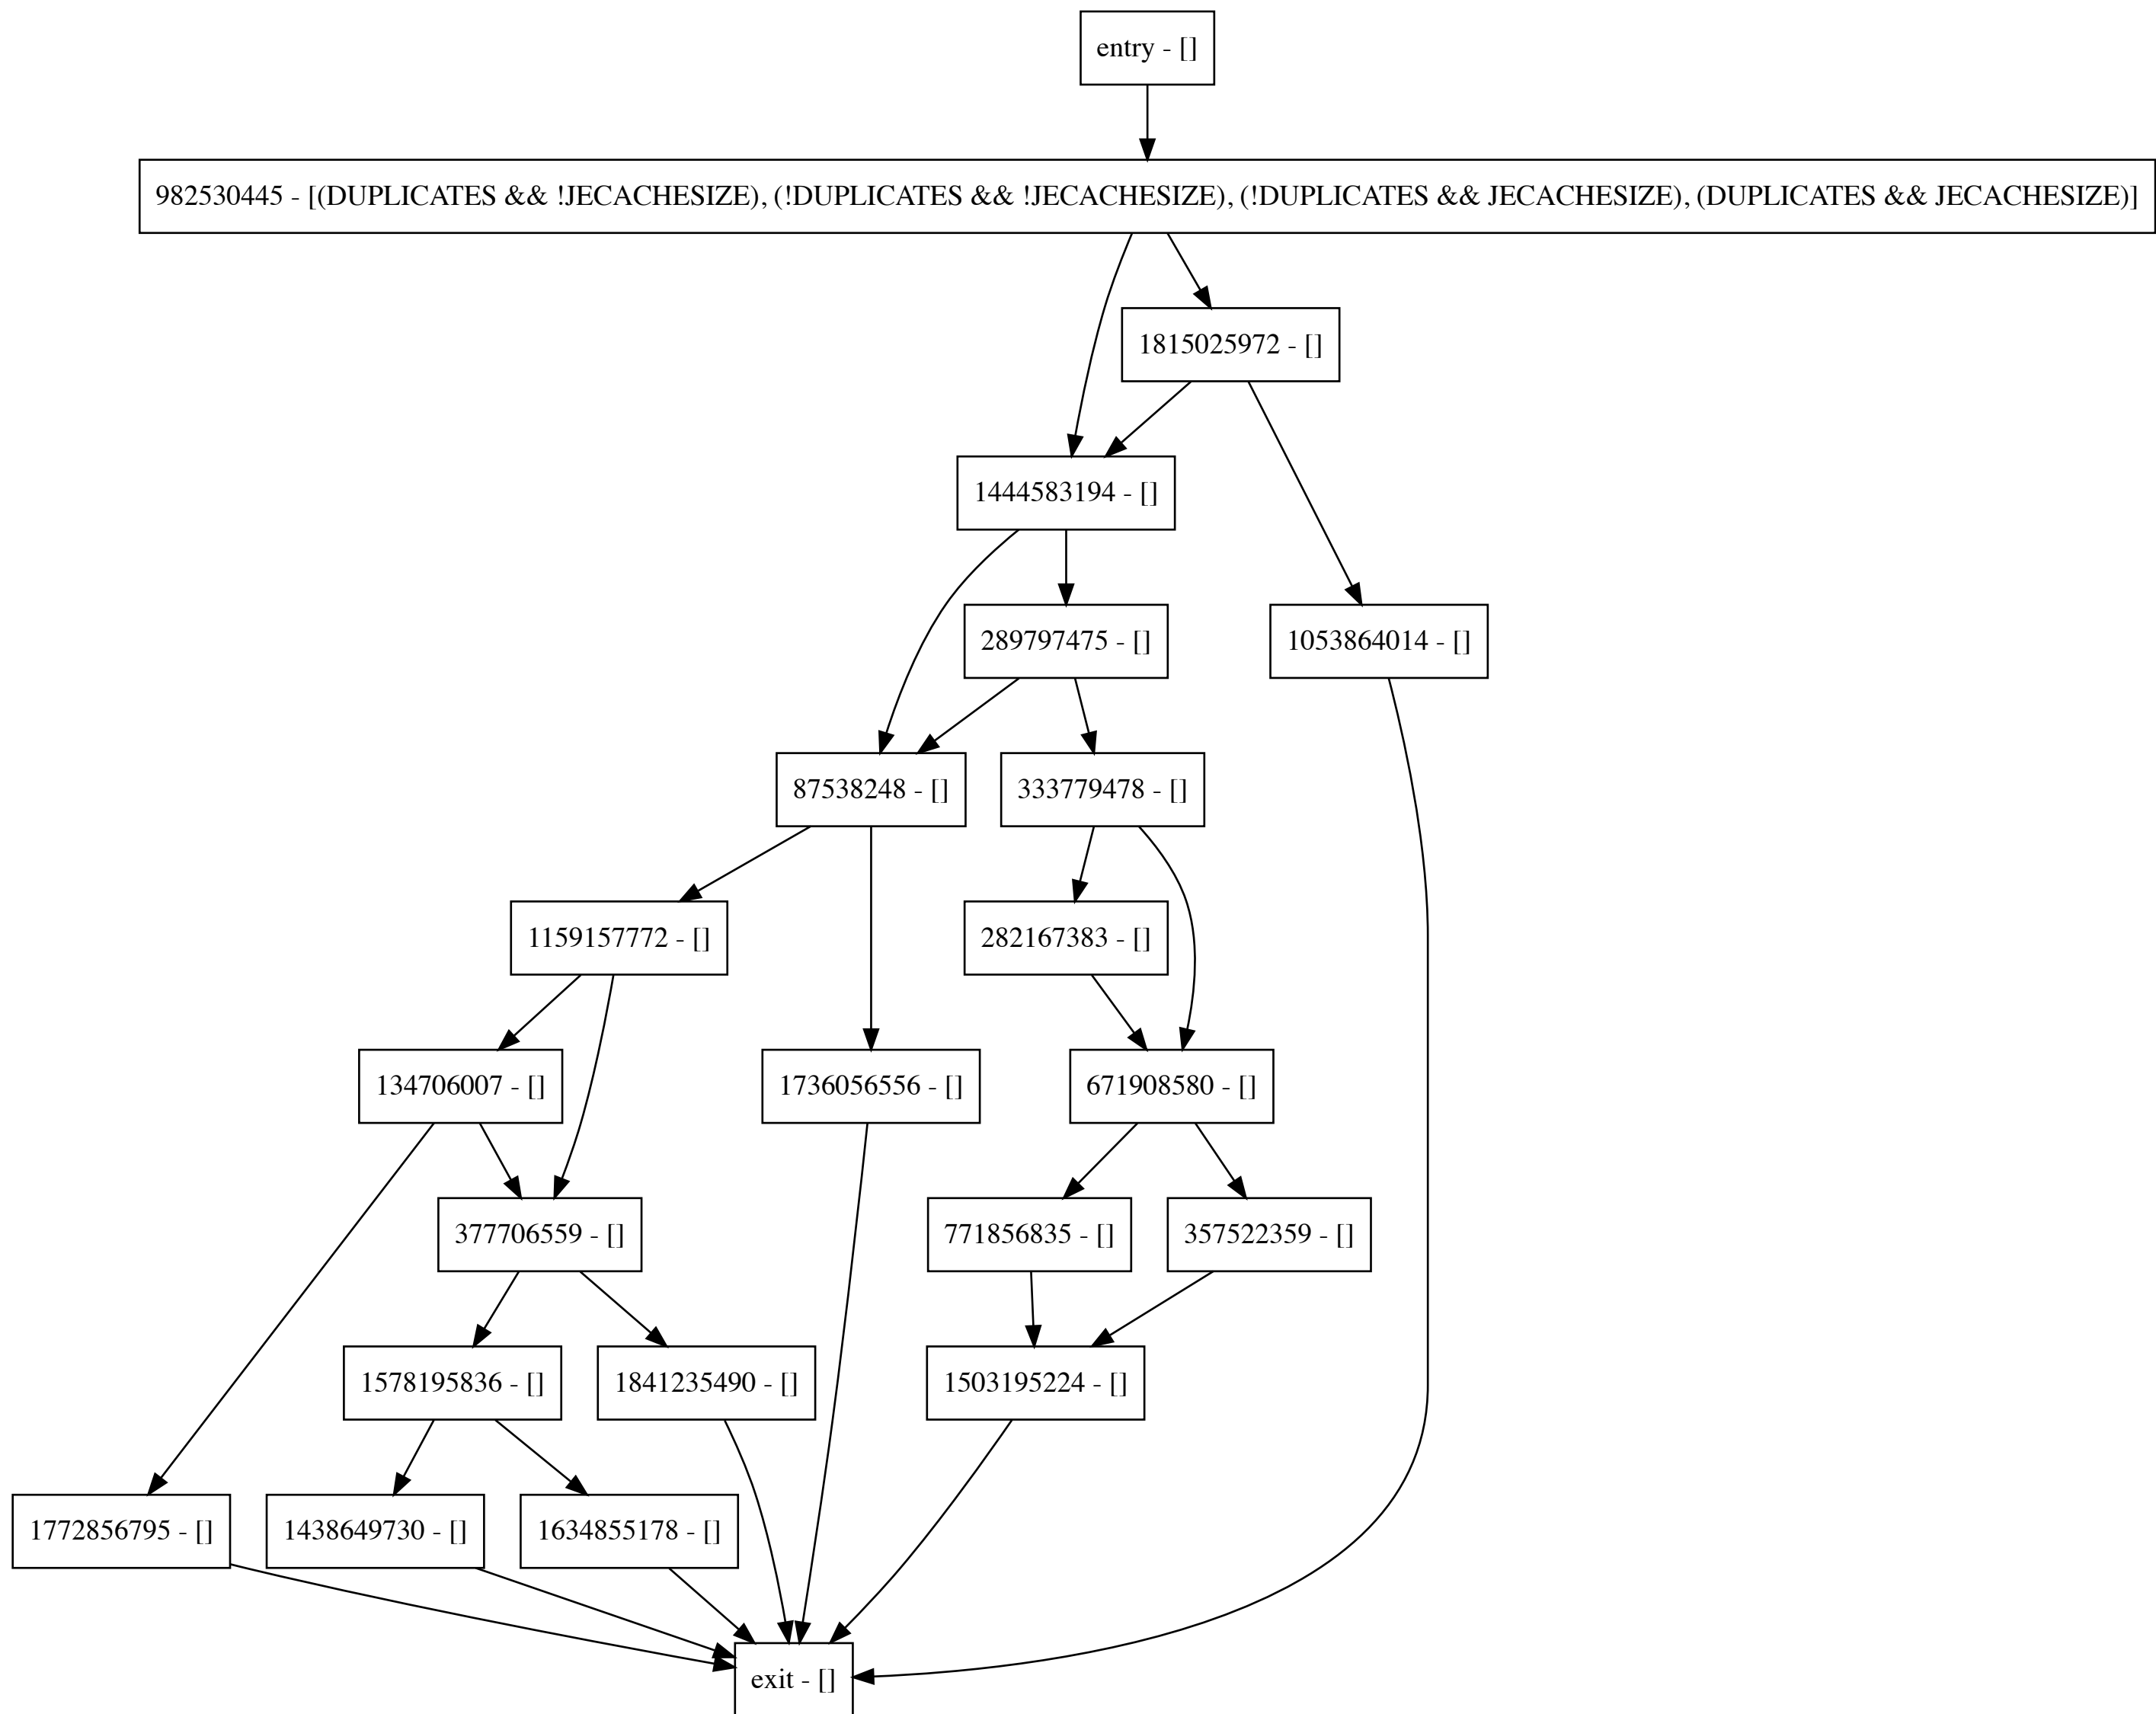 entry - []
982530445 - [(DUPLICATES && !JECACHESIZE), (!DUPLICATES && !JECACHESIZE), (!DUPLICATES && JECACHESIZE), (DUPLICATES && JECACHESIZE)]
1815025972 - []
1444583194 - []
289797475 - []
1053864014 - []
87538248 - []
333779478 - []
1159157772 - []
282167383 - []
134706007 - []
1736056556 - []
671908580 - []
377706559 - []
771856835 - []
357522359 - []
1578195836 - []
1841235490 - []
1503195224 - []
1772856795 - []
1438649730 - []
1634855178 - []
exit - []